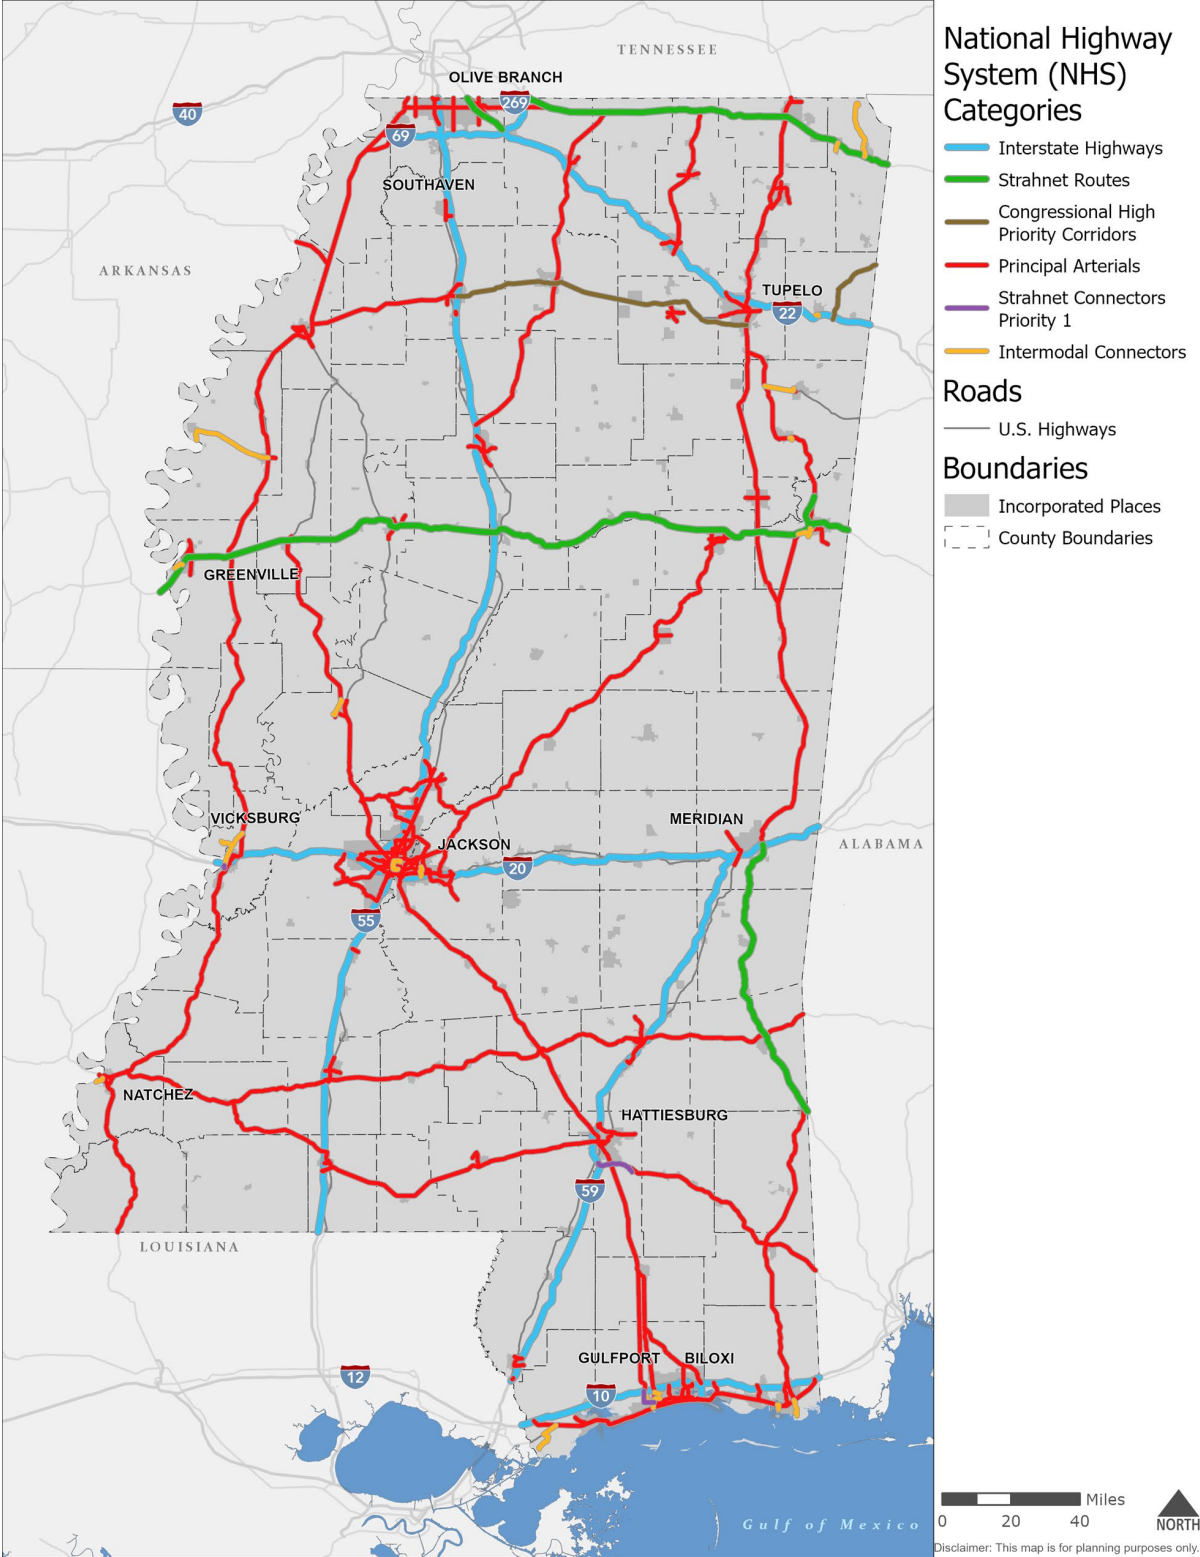 TENNESSEE
OLIVE BRANCH
269
40
69
SOUTHAVEN
ARKANSAS
TUPELO
22
GREENVILLE
VICKSBURG
MERIDIAN
JACKSON
ALABAMA
20
55
NATCHEZ
HATTIESBURG
59
LOUISIANA
GULFPORT
BILOXI
12
10
Gulf of Mexico
National Highway
System (NHS)
Categories
Interstate Highways
Strahnet Routes
Congressional High
Priority Corridors
Principal Arterials
Strahnet Connectors
Priority 1
Intermodal Connectors
Roads
U.S. Highways
Boundaries
Incorporated Places
County Boundaries
Miles
0 20 40
NORTH
Disclaimer: This map is for planning purposes only.